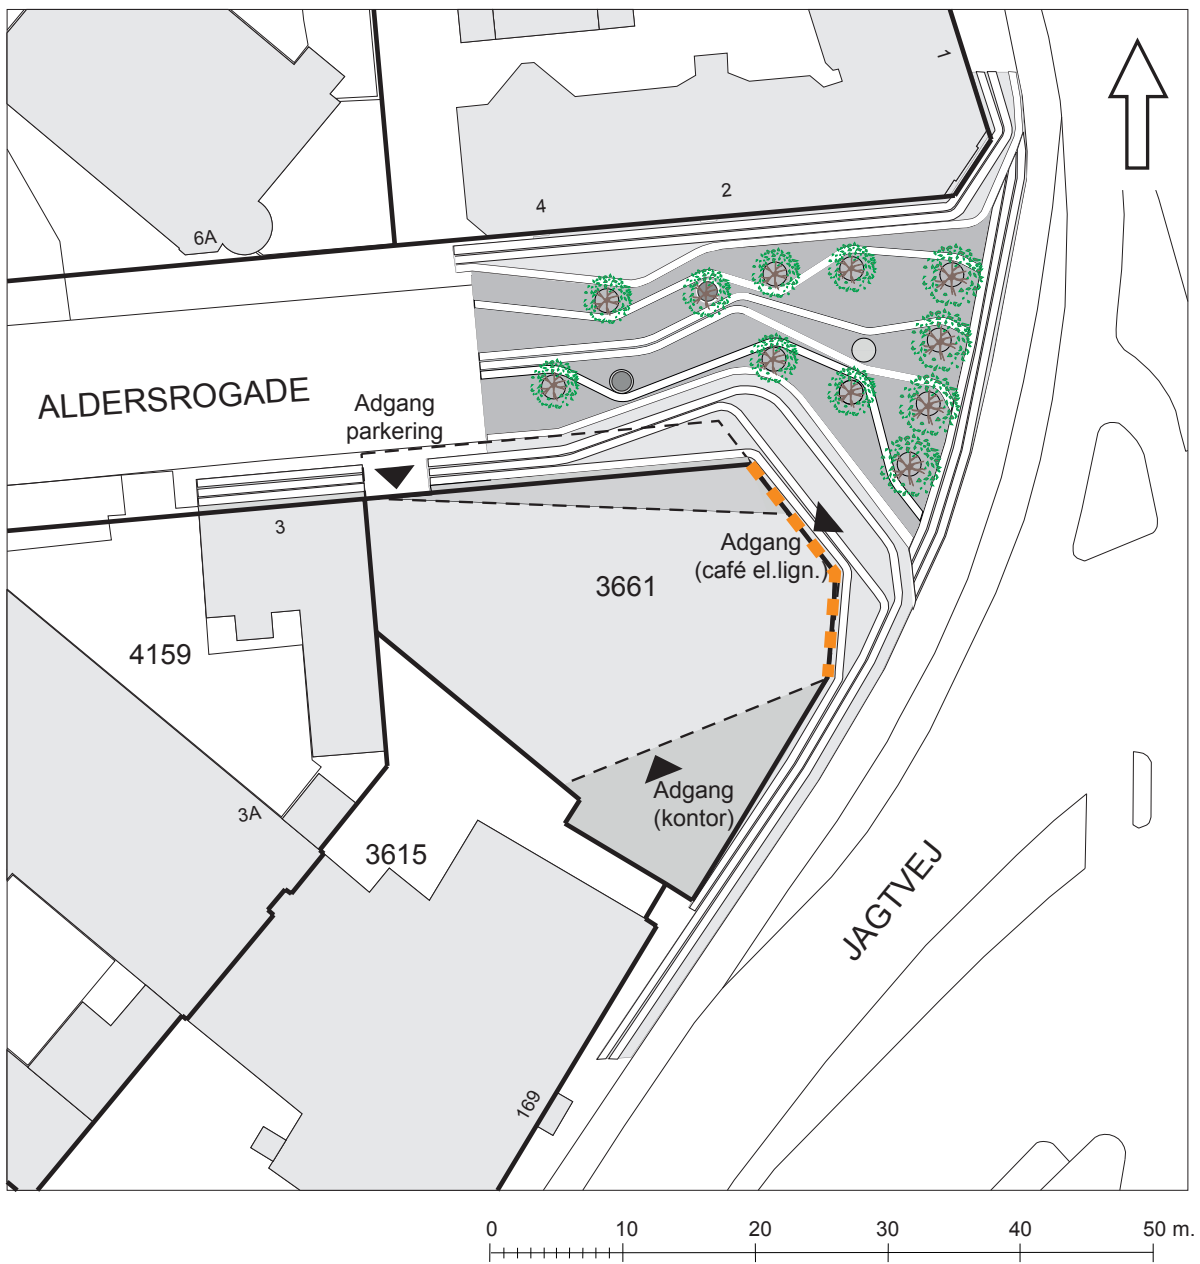 1
2
4
6A
ALDERSROGADE
Adgang
parkering
3
Adgang
(café el.lign.)
3661
4159
Adgang
(kontor)
3A
3615
JAGTVEJ
169
0 10 20 30 40 50 m.